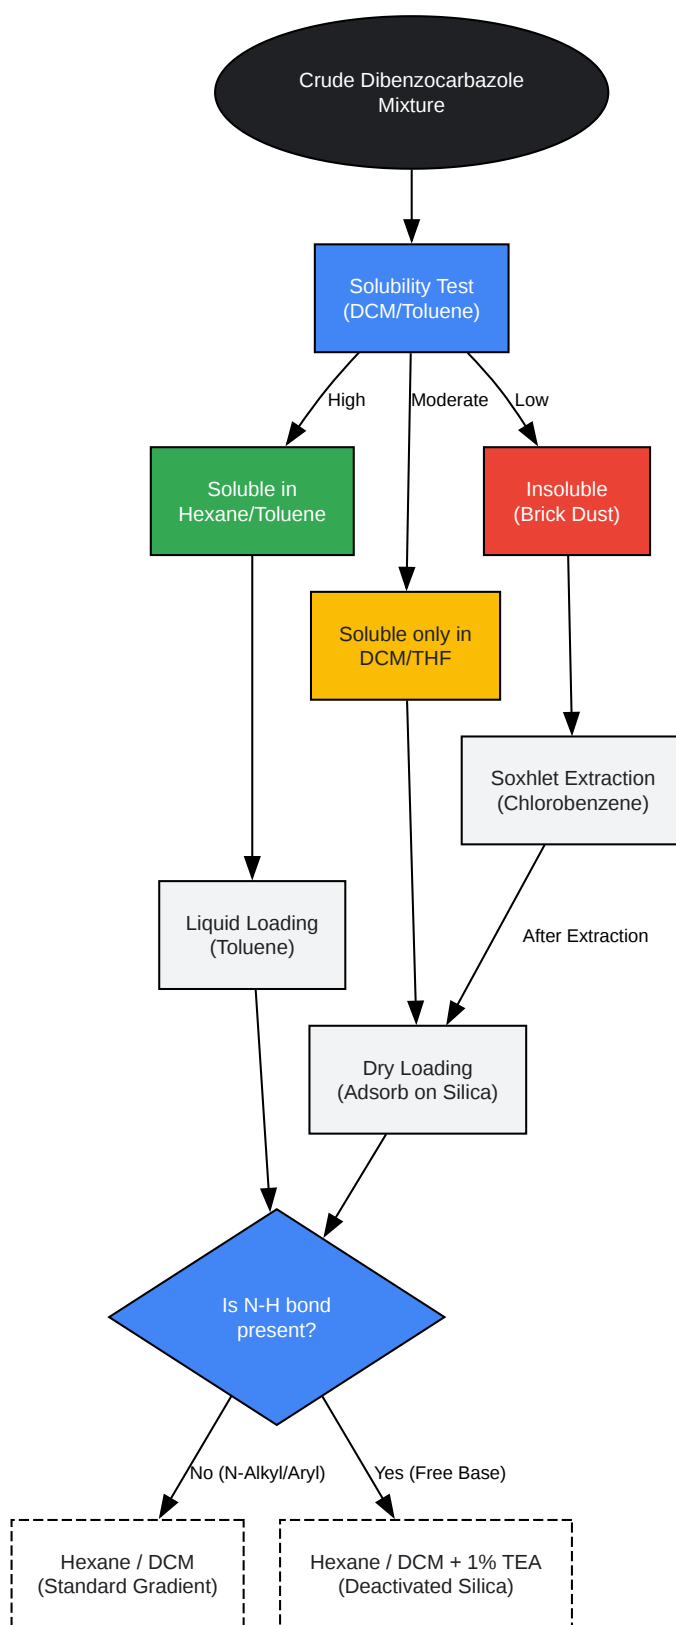 Crude Dibenzocarbazole
Mixture
Solubility Test
(DCM/Toluene)
High
Moderate
Low
Soluble in
Hexane/Toluene
Insoluble
(Brick Dust)
Soluble only in
DCM/THF
Soxhlet Extraction
(Chlorobenzene)
Liquid Loading
(Toluene)
After Extraction
Dry Loading
(Adsorb on Silica)
Is N-H bond
present?
No (N-Alkyl/Aryl)
Yes (Free Base)
Hexane / DCM
(Standard Gradient)
Hexane / DCM + 1% TEA
(Deactivated Silica)